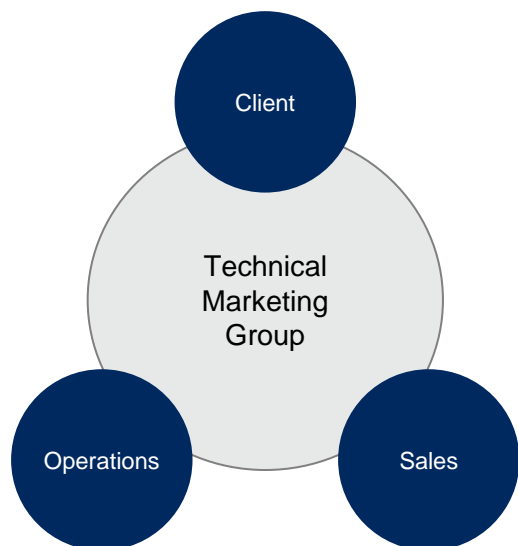 Client
Technical
Marketing
Group
Operations
Sales